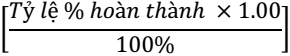 [Tỷ lệ % hoàn thành × 1.00
100%]